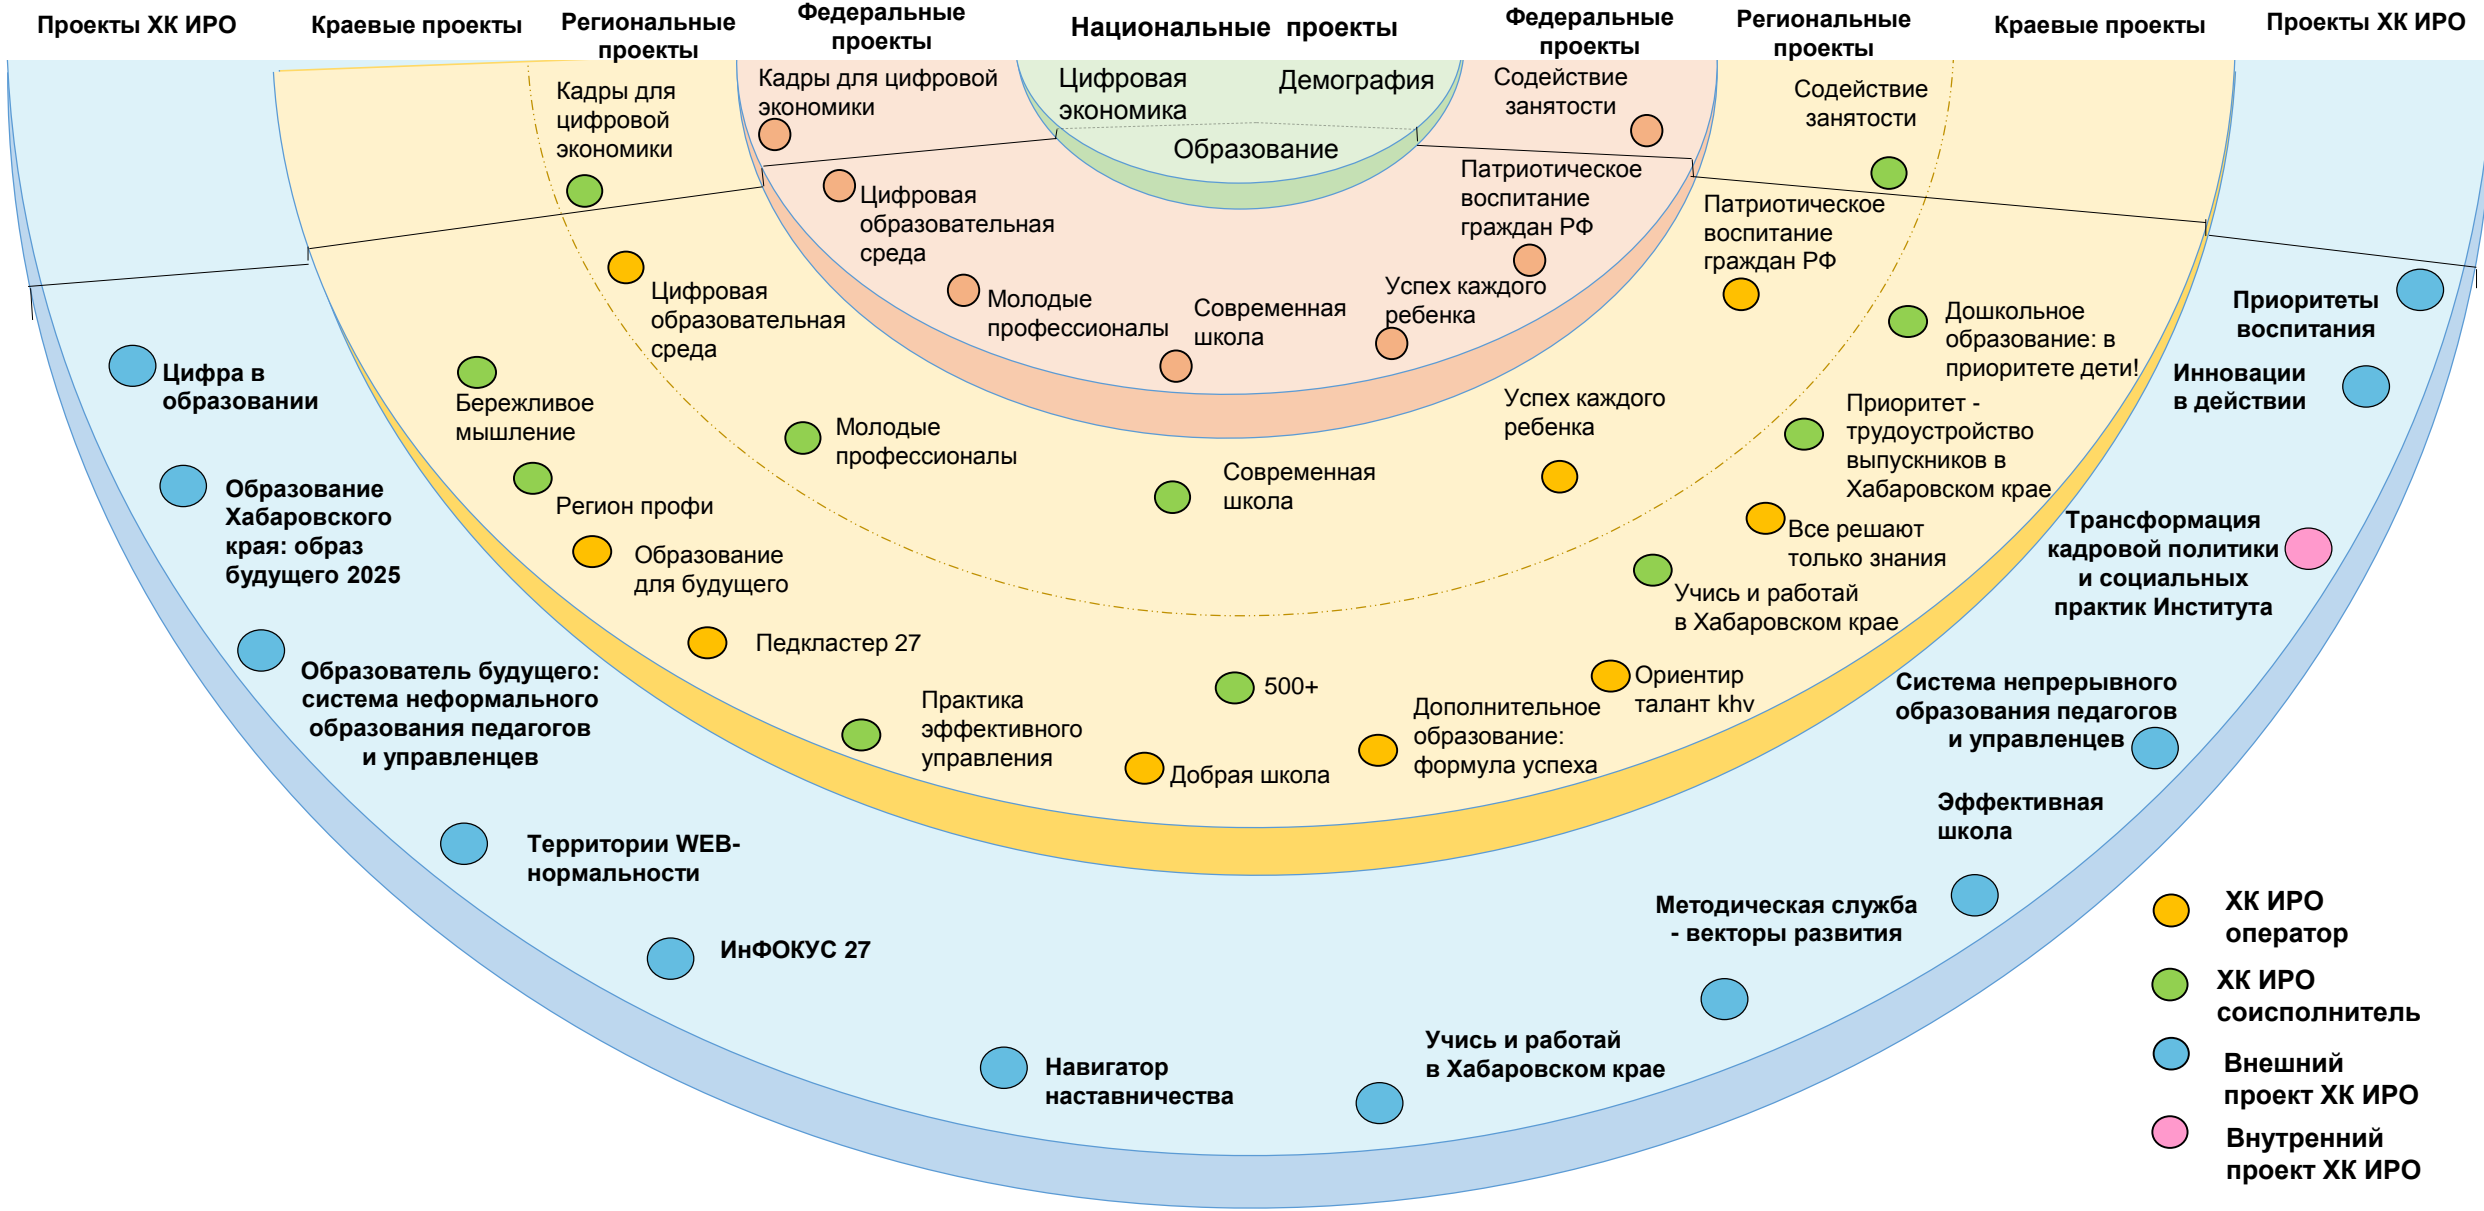 Проекты ХК ИРО
Краевые проекты
Региональные
проекты
Федеральные
проекты
Национальные проекты
Федеральные
проекты
Региональные
проекты
Краевые проекты
Проекты ХК ИРО
Цифровая
экономика
Демография
Образование
Кадры для цифровой
экономики
Содействие
занятости
Цифровая
образовательная
среда
Молодые
профессионалы
Современная
школа
Успех каждого
ребенка
Патриотическое
воспитание
граждан РФ
Кадры для
цифровой
экономики
Содействие
занятости
Цифровая
образовательная
среда
Молодые
профессионалы
Современная
школа
Успех каждого
ребенка
Патриотическое
воспитание
граждан РФ
Бережливое
мышление
Регион профи
Образование
для будущего
Педкластер 27
Практика
эффективного
управления
500+
Добрая школа
Дополнительное
образование:
формула успеха
Ориентир
талант khv
Учись и работай
в Хабаровском крае
Все решают
только знания
Приоритет -
трудоустройство
выпускников в
Хабаровском крае
Дошкольное
образование: в
приоритете дети!
Цифра в
образовании
Образование
Хабаровского
края: образ
будущего 2025
Образователь будущего:
система неформального
образования педагогов
и управленцев
Территории WEB-
нормальности
ИнФОКУС 27
Навигатор
наставничества
Учись и работай
в Хабаровском крае
Методическая служба
- векторы развития
Эффективная
школа
Система непрерывного
образования педагогов
и управленцев
Трансформация
кадровой политики
и социальных
практик Института
Инновации
в действии
Приоритеты
воспитания
ХК ИРО
оператор
ХК ИРО
соисполнитель
Внешний
проект ХК ИРО
Внутренний
проект ХК ИРО